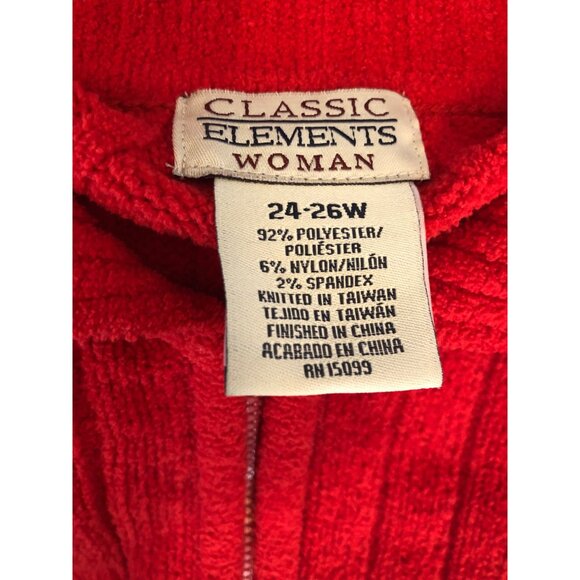 CLASSIC
ELEMENTS
WOMAN
24-26W
92% POLYESTER/
POLIÉSTER
6% NYLON/NILÓN
2% SPANDEX
KNITTED IN TAIWAN
TEJIDO EN TAIWÁN
FINISHED IN CHINA
ACABADO EN CHINA
RN 15099